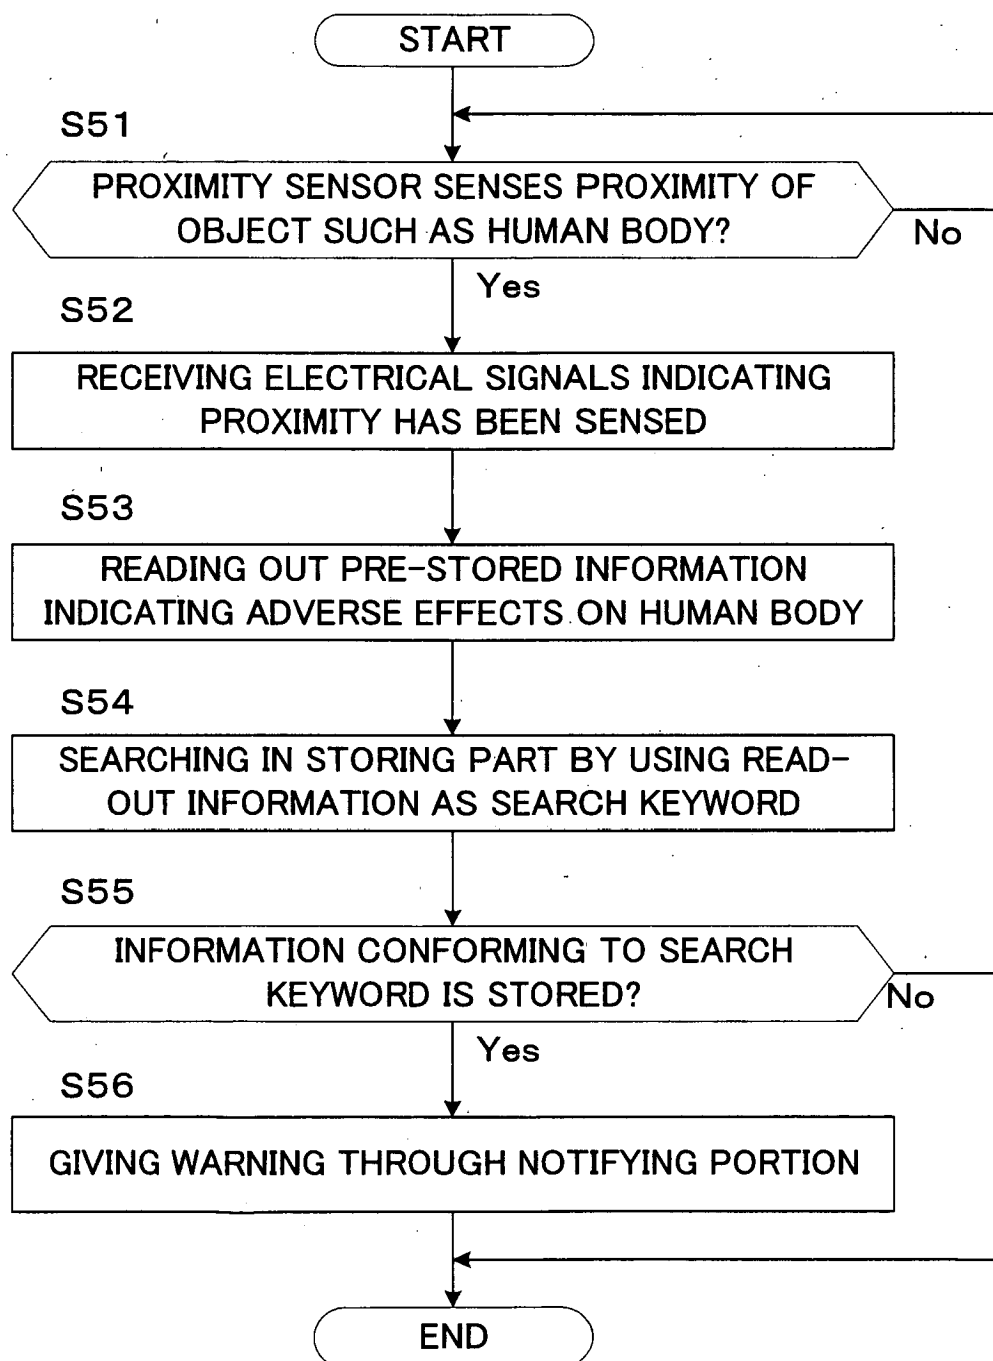 START
S51
PROXIMITY SENSOR SENSES PROXIMITY OF
OBJECT SUCH AS HUMAN BODY?
No
Yes
S52
RECEIVING ELECTRICAL SIGNALS INDICATING
PROXIMITY HAS BEEN SENSED
S53
READING OUT PRE-STORED INFORMATION
INDICATING ADVERSE EFFECTS ON HUMAN BODY
S54
SEARCHING IN STORING PART BY USING READ-
OUT INFORMATION AS SEARCH KEYWORD
S55
INFORMATION CONFORMING TO SEARCH
KEYWORD IS STORED?
No
Yes
S56
GIVING WARNING THROUGH NOTIFYING PORTION
END